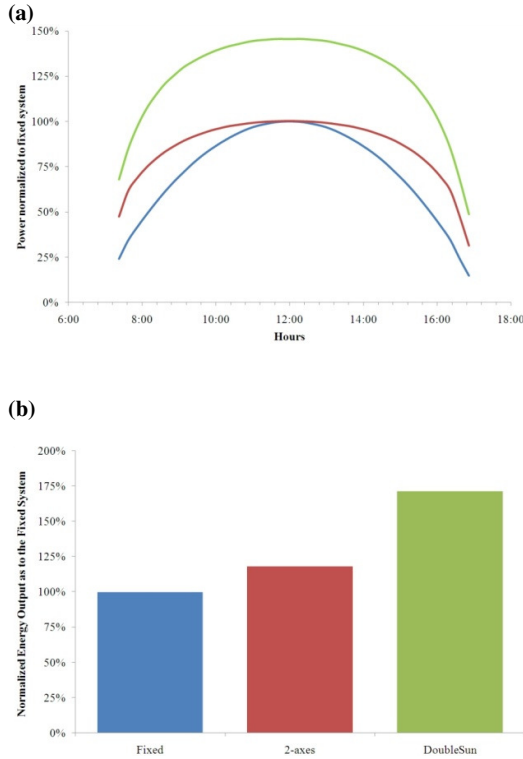 (a)
150%
125%
100%
75%
50%
25%
0%
Power normalized to fixed system
6:00 8:00 10:00 12:00 14:00 16:00 18:00
Hours
(b)
200%
175%
150%
125%
100%
75%
50%
25%
0%
Normalized Energy Output as to the Fixed System
Fixed 2-axes DoubleSun